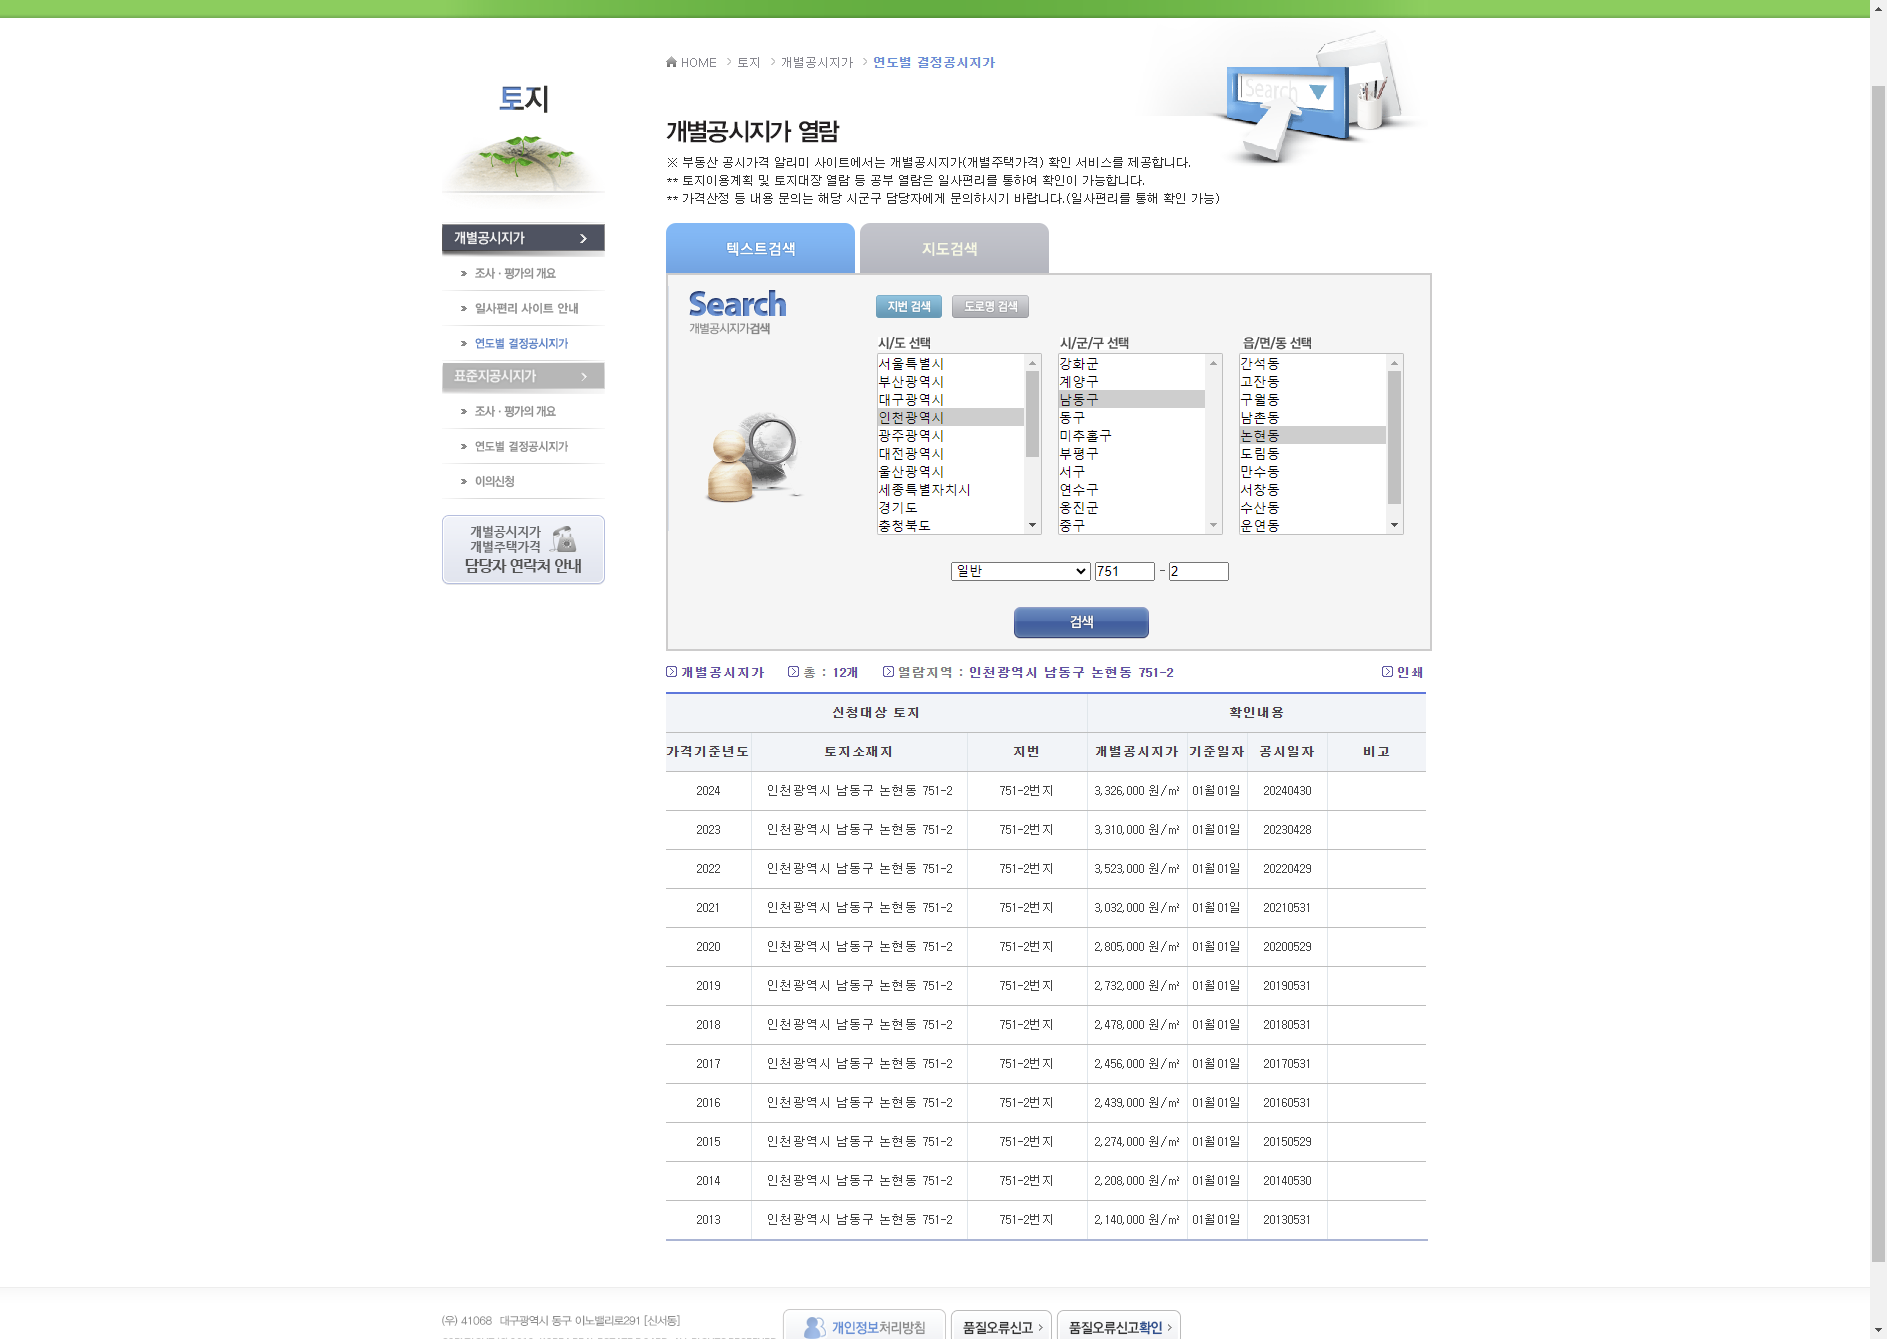 HOME > 토지 > 개별공시지가 > 연도별 결정공시지가
토지
Search
개별공시지가 열람
※ 부동산 공시가격 알리미 사이트에서는 개별공시지가(개별주택가격) 확인 서비스를 제공합니다.
** 토지이용계획 및 토지대장 열람 등 공부 열람은 일사편리를 통하여 확인이 가능합니다.
** 가격산정 등 내용 문의는 해당 시군구 담당자에게 문의하시기 바랍니다.(일사편리를 통해 확인 가능)
개별공시지가
조사 · 평가의 개요
일사편리 사이트 안내
연도별 결정공시지가
표준지공시지가
조사 · 평가의 개요
연도별 결정공시지가
이의신청
개별공시지가
개별주택가격
담당자 연락처 안내
텍스트검색 지도검색
Search
개별공시지가검색
지번 검색 도로명 검색
시/도 선택 시/군/구 선택 읍/면/동 선택
서울특별시 강화군 간석동
부산광역시 계양구 고잔동
대구광역시 남동구 구월동
인천광역시 동구 남촌동
광주광역시 미추홀구 논현동
대전광역시 부평구 도림동
울산광역시 서구 만수동
세종특별자치시 연수구 서창동
경기도 옹진군 수산동
충청북도 중구 운연동
일반 751 - 2
검색
개별공시지가 총 : 12개 열람지역 : 인천광역시 남동구 논현동 751-2 인쇄
신청대상 토지 확인내용
가격기준년도 토지소재지 지번 개별공시지가 기준일자 공시일자 비고
2024 인천광역시 남동구 논현동 751-2 751-2번지 3,326,000 원/㎡ 01월01일 20240430
2023 인천광역시 남동구 논현동 751-2 751-2번지 3,310,000 원/㎡ 01월01일 20230428
2022 인천광역시 남동구 논현동 751-2 751-2번지 3,523,000 원/㎡ 01월01일 20220429
2021 인천광역시 남동구 논현동 751-2 751-2번지 3,032,000 원/㎡ 01월01일 20210531
2020 인천광역시 남동구 논현동 751-2 751-2번지 2,805,000 원/㎡ 01월01일 20200529
2019 인천광역시 남동구 논현동 751-2 751-2번지 2,732,000 원/㎡ 01월01일 20190531
2018 인천광역시 남동구 논현동 751-2 751-2번지 2,478,000 원/㎡ 01월01일 20180531
2017 인천광역시 남동구 논현동 751-2 751-2번지 2,456,000 원/㎡ 01월01일 20170531
2016 인천광역시 남동구 논현동 751-2 751-2번지 2,439,000 원/㎡ 01월01일 20160531
2015 인천광역시 남동구 논현동 751-2 751-2번지 2,274,000 원/㎡ 01월01일 20150529
2014 인천광역시 남동구 논현동 751-2 751-2번지 2,208,000 원/㎡ 01월01일 20140530
2013 인천광역시 남동구 논현동 751-2 751-2번지 2,140,000 원/㎡ 01월01일 20130531
(우) 41068 대구광역시 동구 이노밸리로291 [신서동]
개인정보처리방침 품질오류신고 > 품질오류신고확인 >